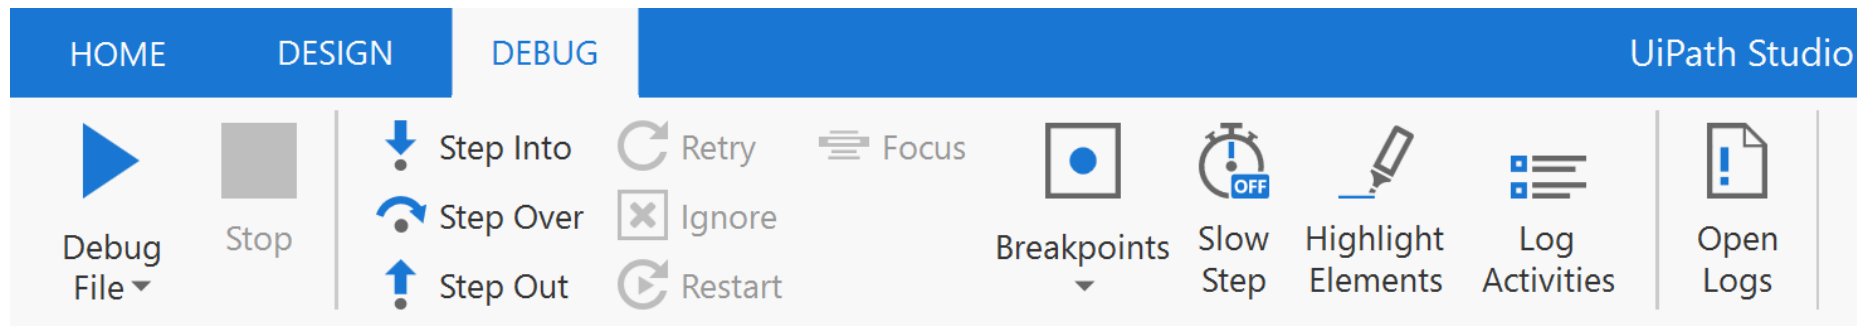 HOME DESIGN DEBUG UiPath Studio
Step Into Retry Focus
Step Over Ignore
Step Out Restart
Debug
File
Stop
Breakpoints
OFF
Slow
Step
Highlight
Elements
Log
Activities
Open
Logs